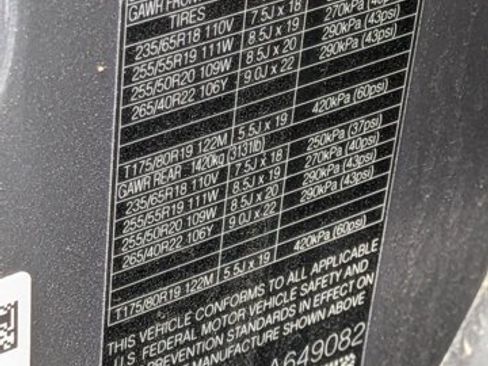 GAWR FRONT
TIRES
235/65R18 110V 7.5J x 18
255/55R19 111W 8.5J x 19 270kPa
255/50R20 109W 8.5J x 20 290kPa (43psi)
265/40R22 106Y 9.0J x 22 290kPa (43psi)
T175/80R19 122M 5.5J x 19 420kPa (60psi)
GAWR REAR 1420kg (3131lb)
235/65R18 110V 7.5J x 18 250kPa (37psi)
255/55R19 111W 8.5J x 19 270kPa (40psi)
255/50R20 109W 8.5J x 20 290kPa (43psi)
265/40R22 106Y 9.0J x 22 290kPa (43psi)
T175/80R19 122M 5.5J x 19 420kPa (60psi)
THIS VEHICLE CONFORMS TO ALL APPLICABLE
U.S. FEDERAL MOTOR VEHICLE SAFETY AND
PREVENTION STANDARDS IN EFFECT ON
MANUFACTURE SHOWN ABOVE
A649082